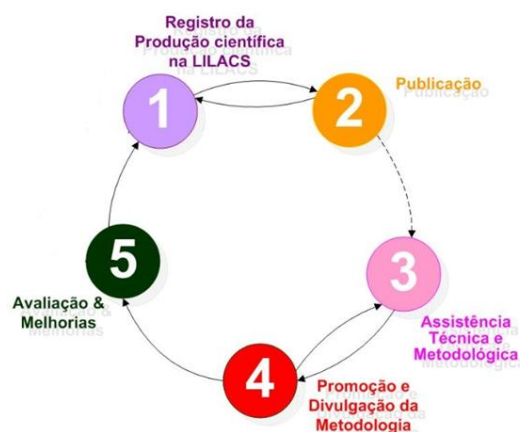 Registro da
Produção científica
na LILACS
1
2
Publicação
3
Assistência
Técnica e
Metodológica
4
Promoção e
Divulgação da
Metodologia
5
Avaliação &
Melhorias